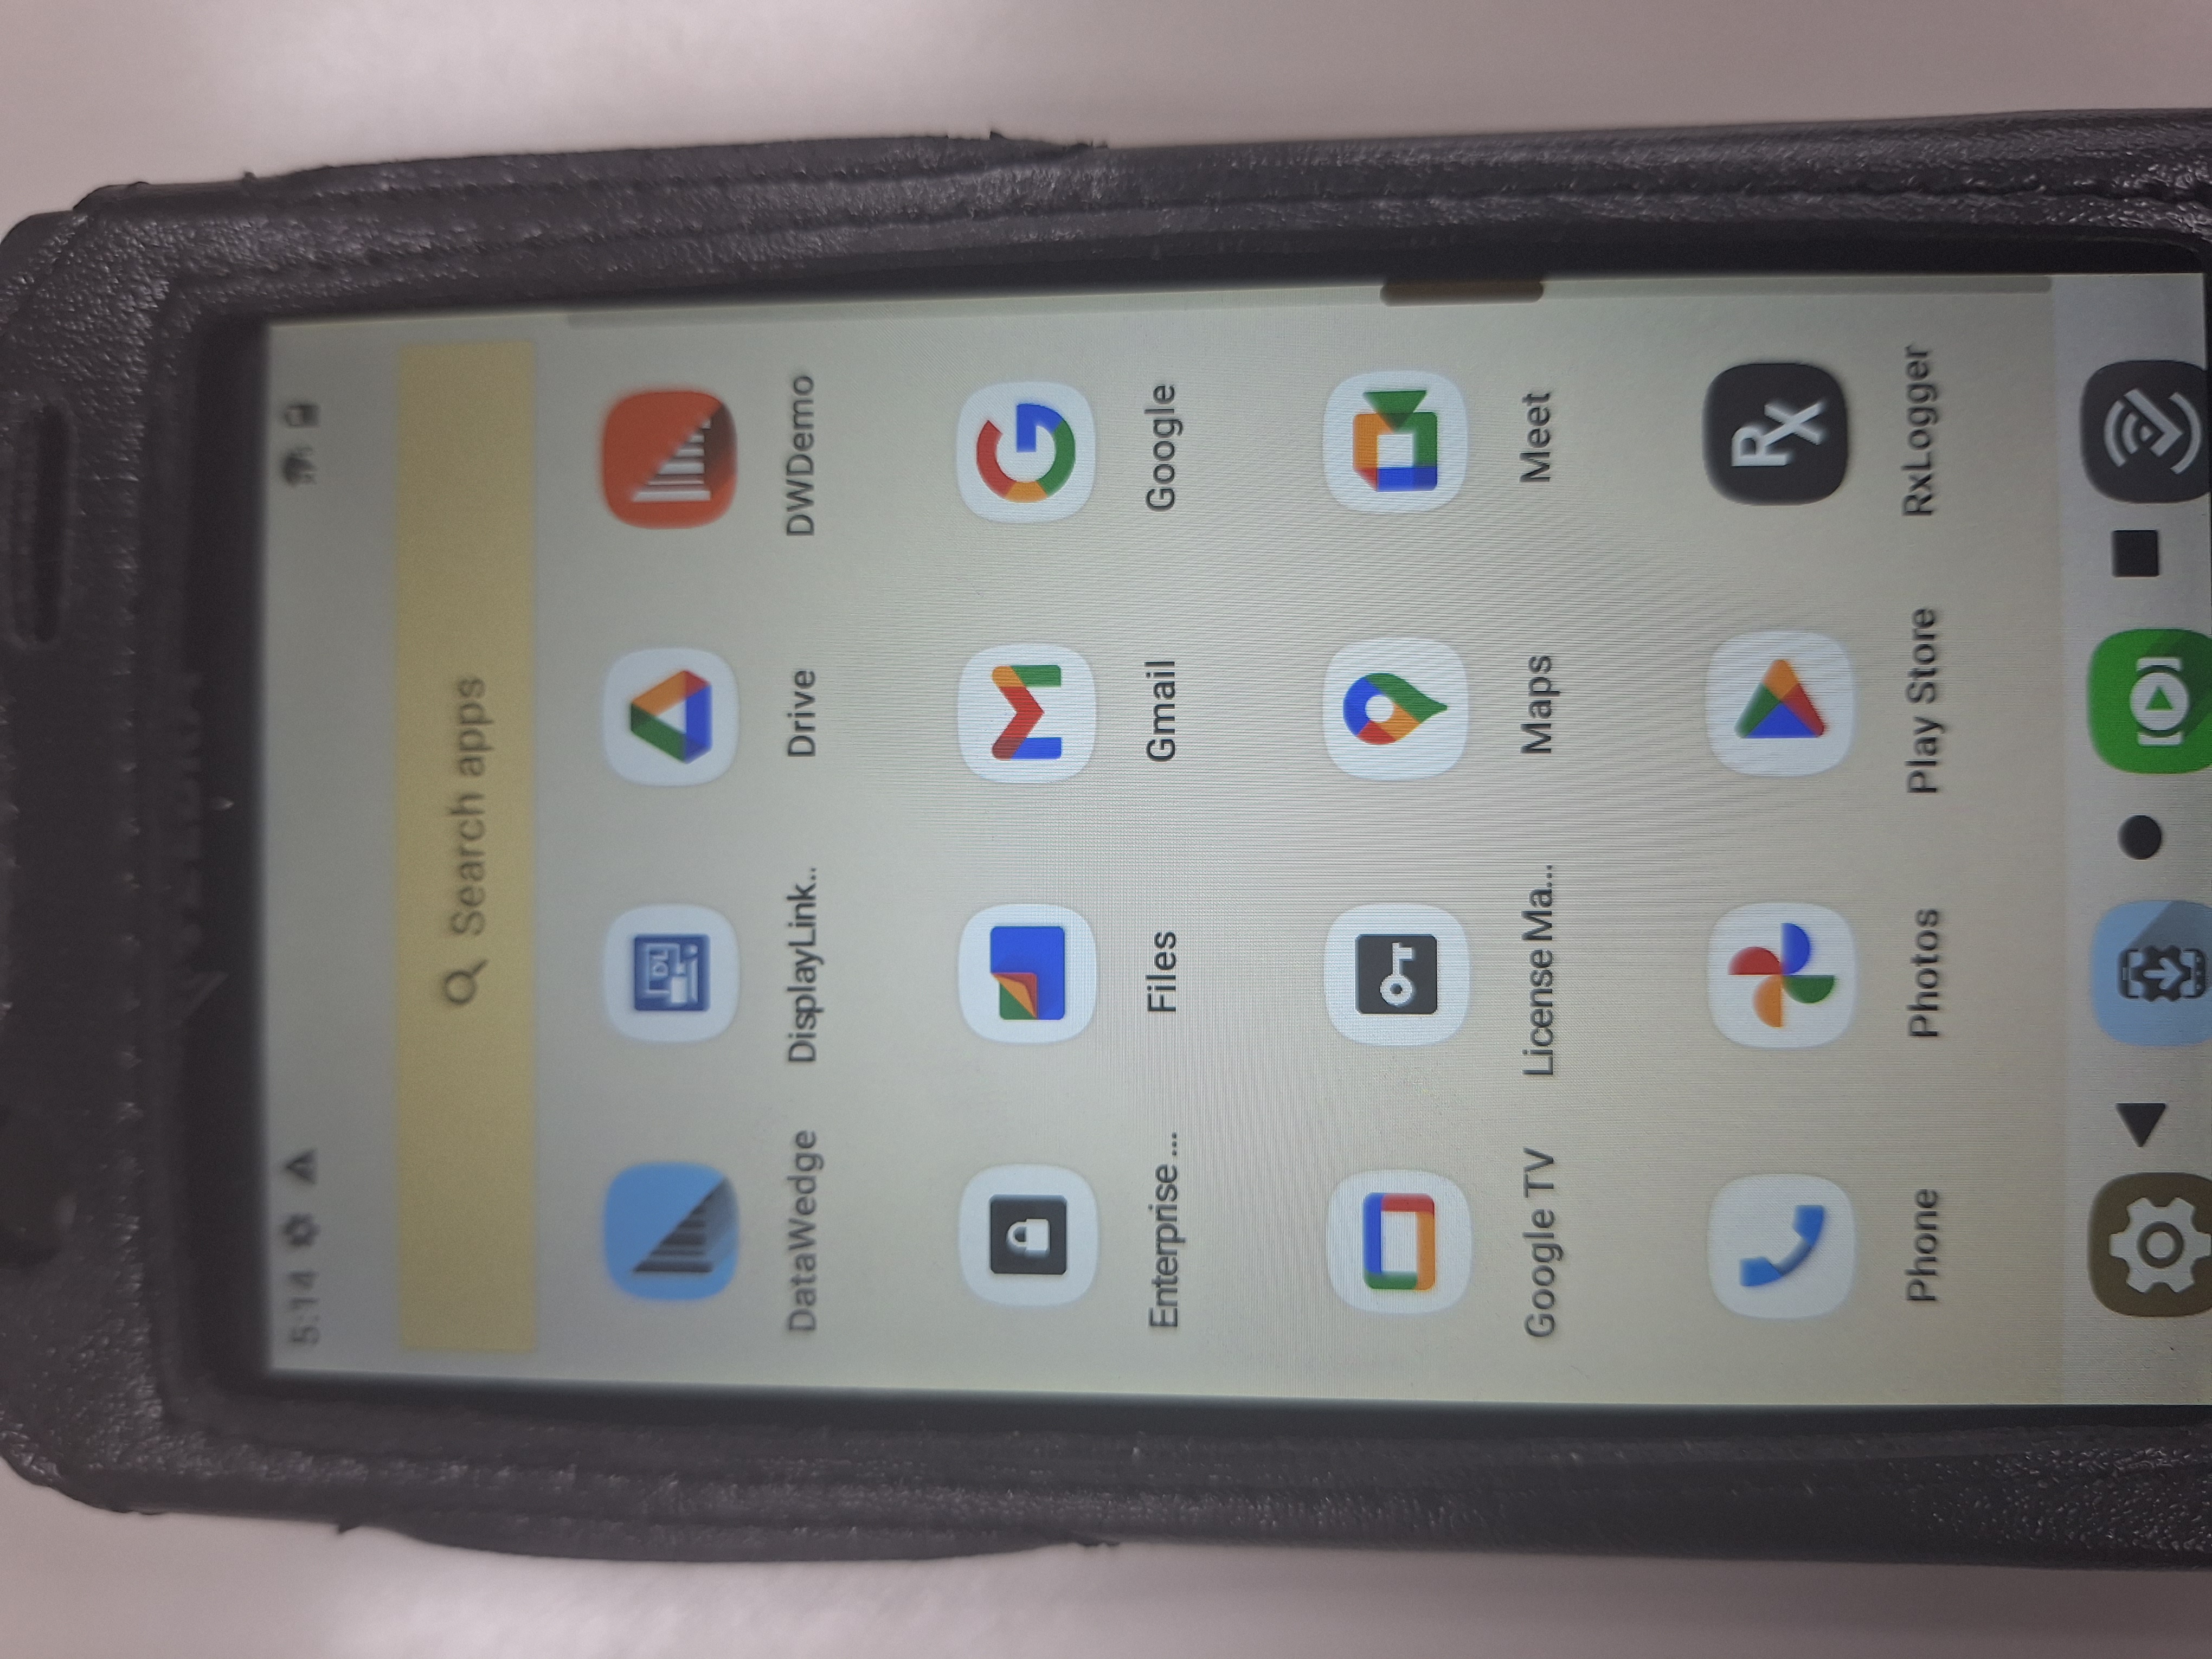 5:14
Search apps
DataWedge DisplayLink.. Drive DWDemo
Enterprise ... Files Gmail Google
Google TV License Ma... Maps Meet
Phone Photos Play Store RxLogger